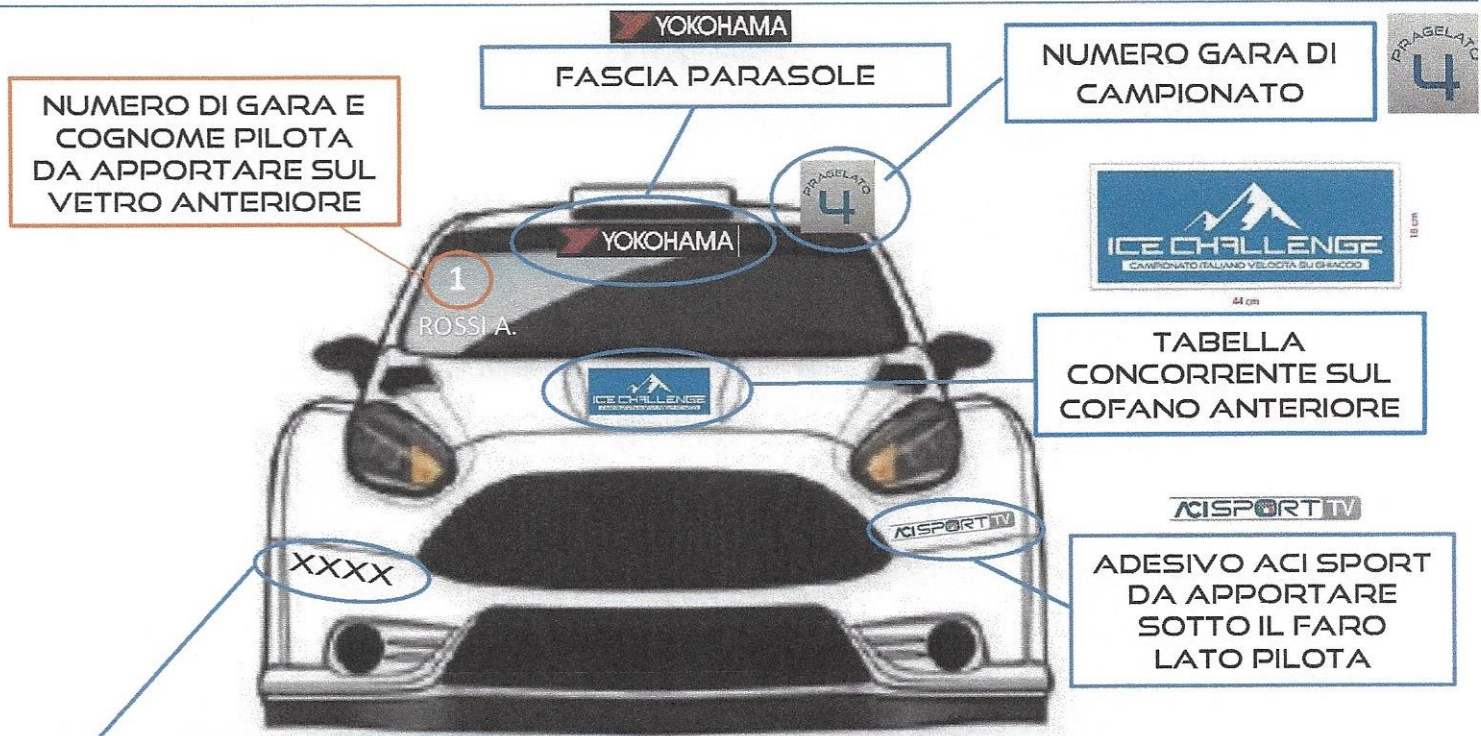 YOKOHAMA
FASCIA PARASOLE
NUMERO GARA DI
CAMPIONATO
PRAGELATO
4
NUMERO DI GARA E
COGNOME PILOTA
DA APPORTARE SUL
VETRO ANTERIORE
PRAGELATO
4
YOKOHAMA
1
ROSSI A.
ICE CHALLENGE
CAMPIONATO ITALIANO VELOCITA SU GHIACCIO
18 cm
44 cm
TABELLA
CONCORRENTE SUL
COFANO ANTERIORE
ICE CHALLENGE
ACISPORT TV
ACISPORT TV
XXXX
ADESIVO ACI SPORT
DA APPORTARE
SOTTO IL FARO
LATO PILOTA